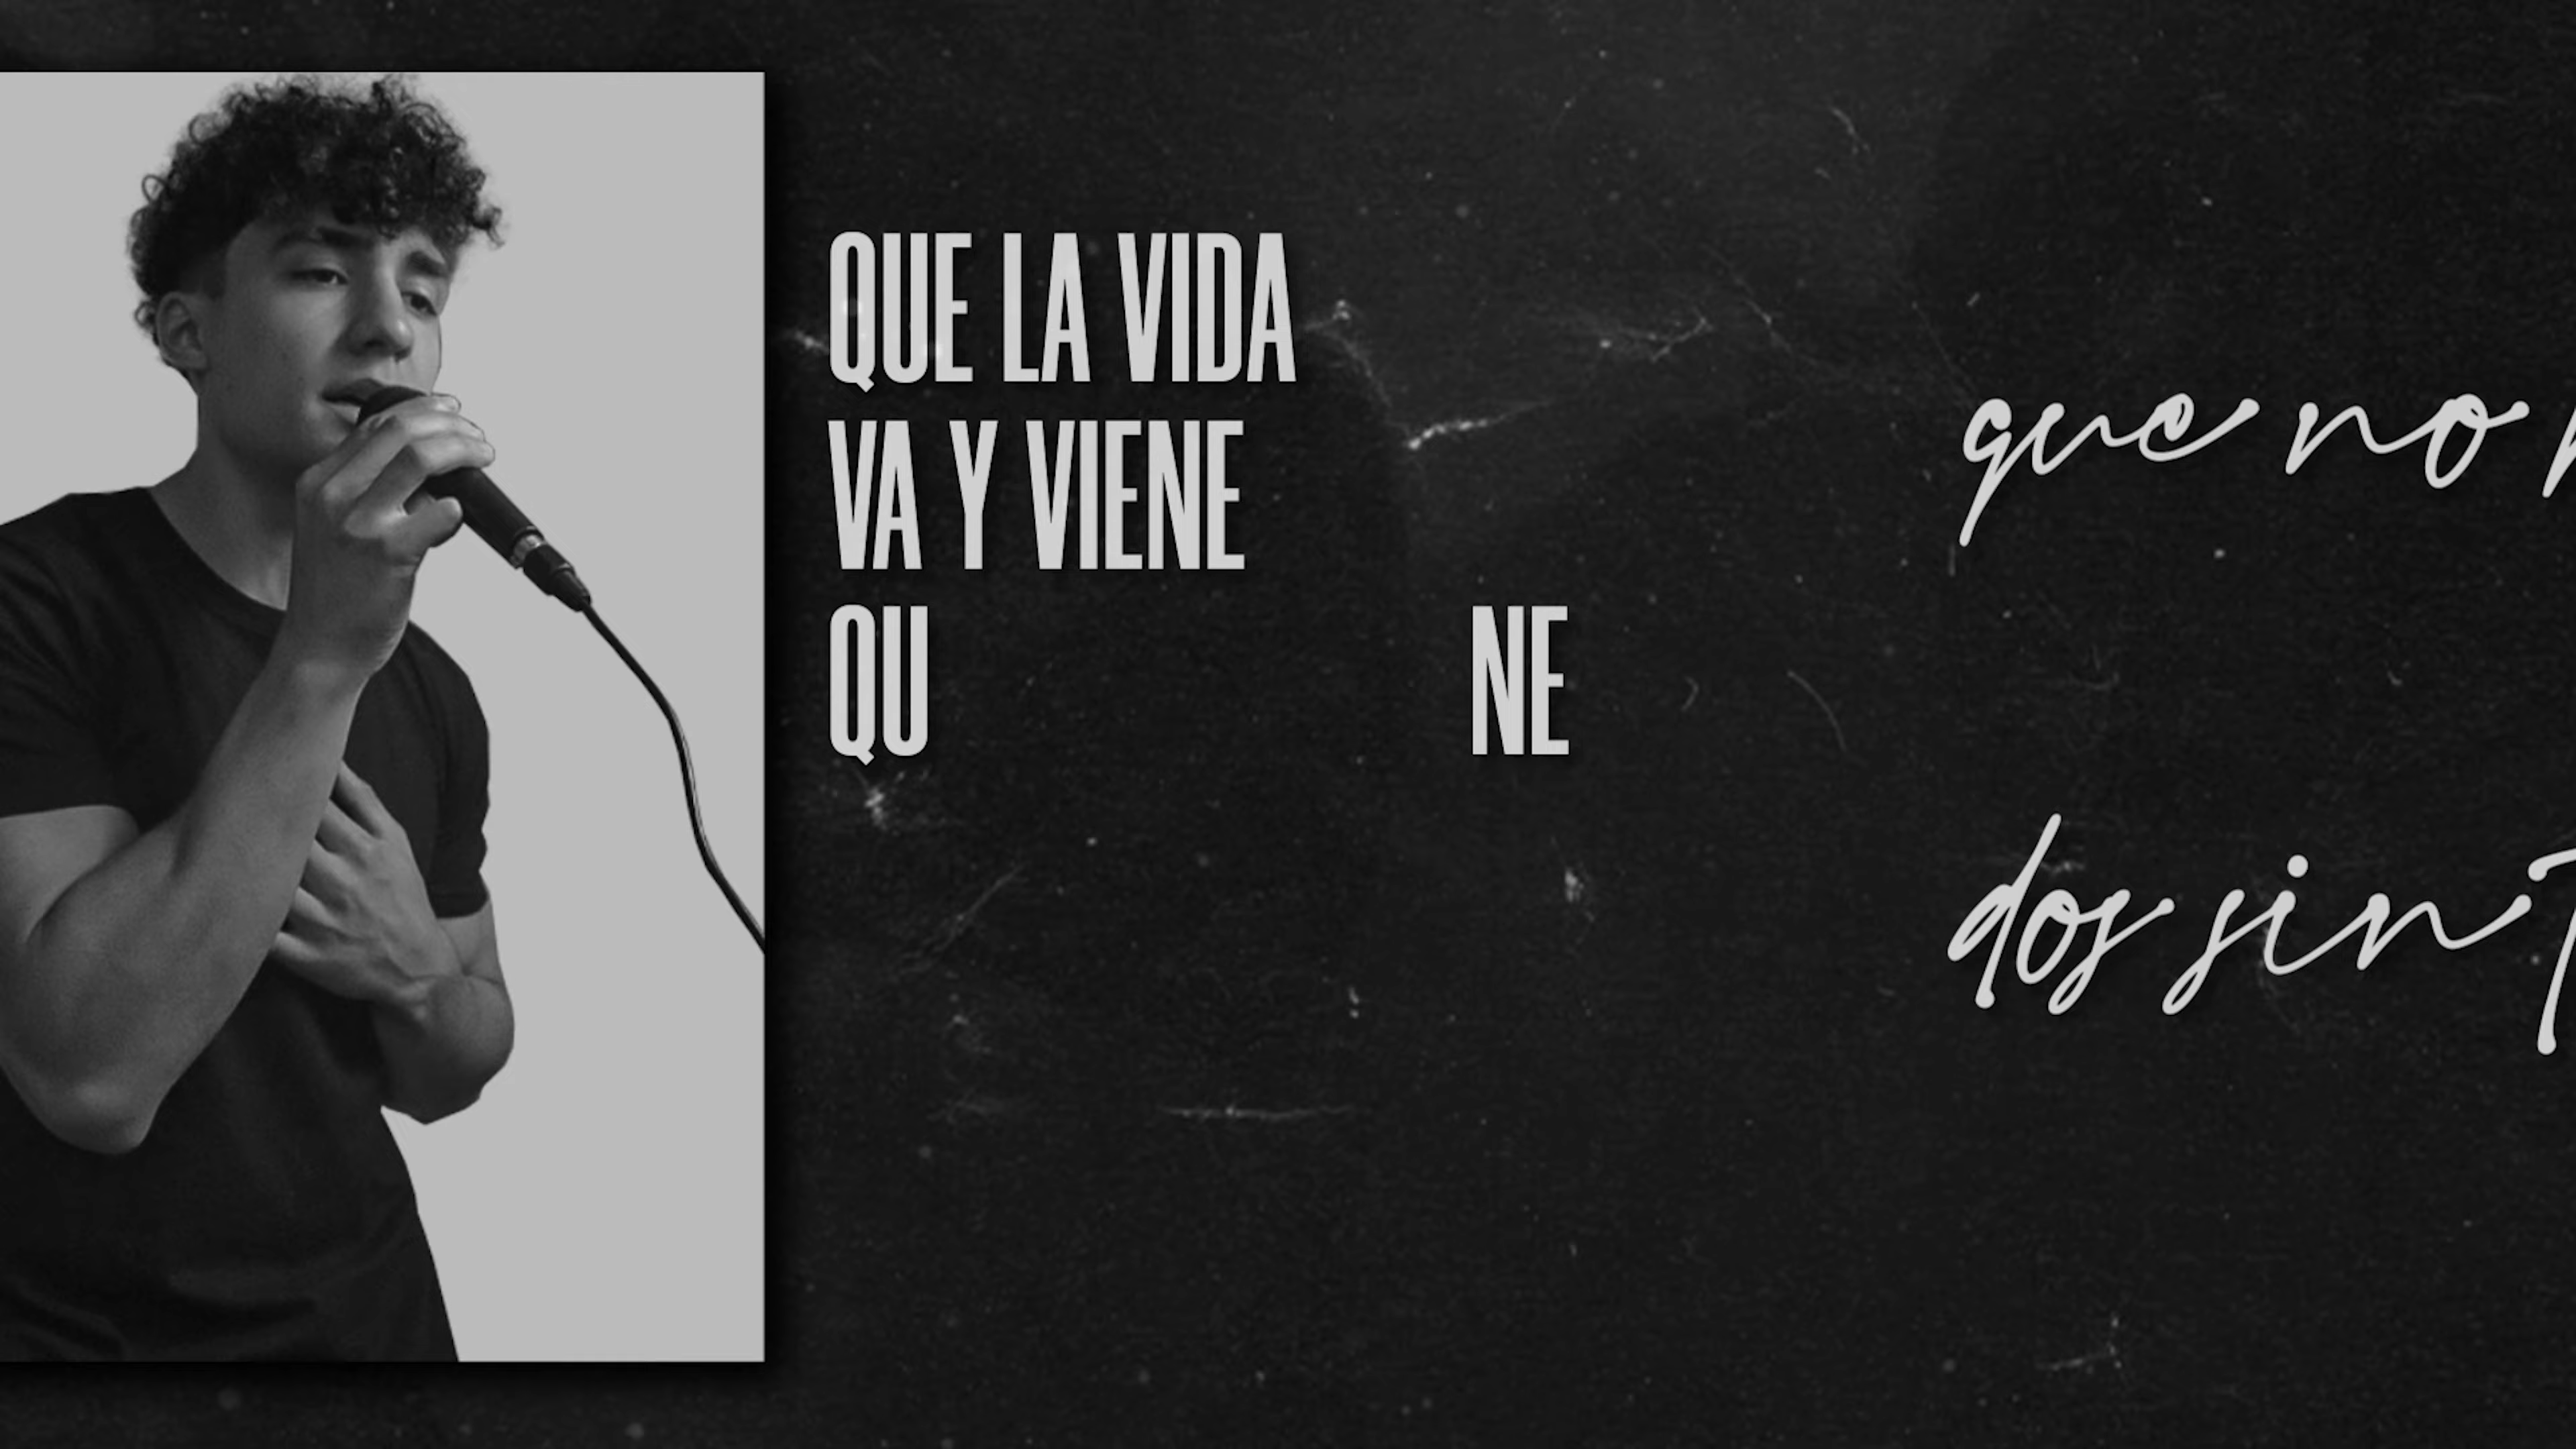 QUE LA VIDA
VA Y VIENE
QU NE
que no
dos sin